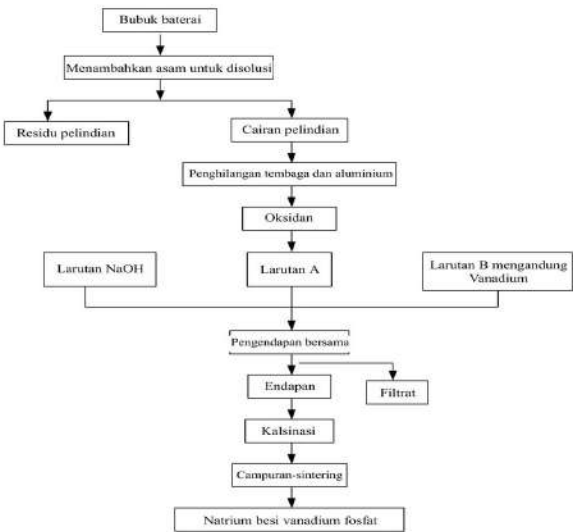 Bubuk baterai
Menambahkan asam untuk disolusi
Residu pelindian
Cairan pelindian
Penghilangan tembaga dan aluminium
Oksidan
Larutan NaOH
Larutan A
Larutan B mengandung
Vanadium
Pengendapan bersama
Endapan
Filtrat
Kalsinasi
Campuran-sintering
Natrium besi vanadium fosfat